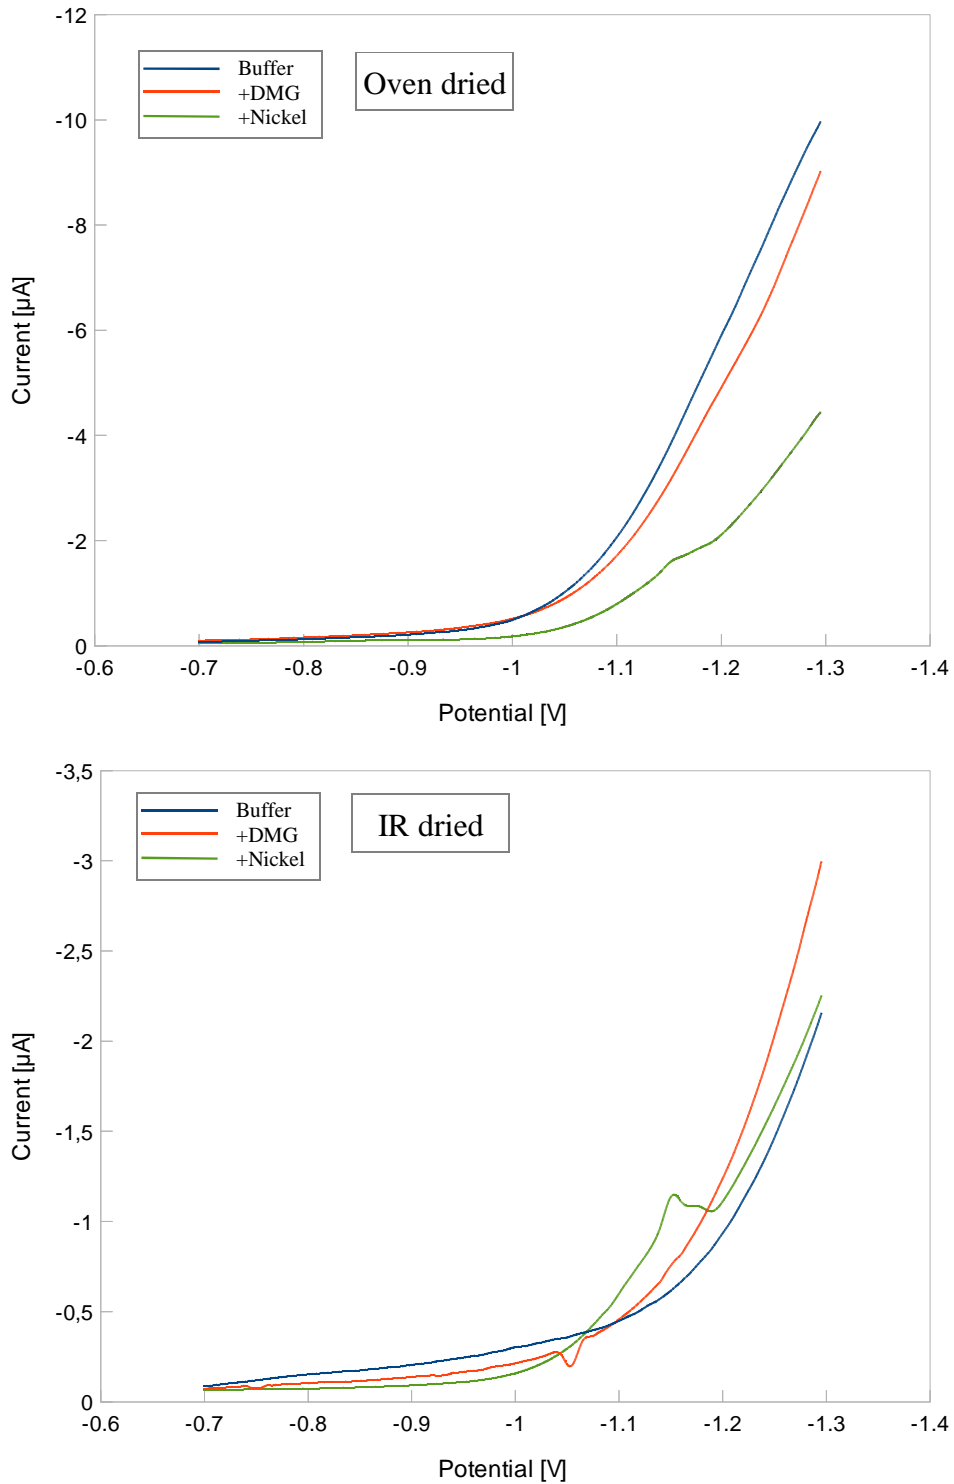 -12
Buffer
+DMG
+Nickel
Oven dried
-10
-8
-6
-4
-2
0
Current [µA]
-0.6 -0.7 -0.8 -0.9 -1 -1.1 -1.2 -1.3 -1.4
Potential [V]
-3,5
Buffer
+DMG
+Nickel
IR dried
-3
-2,5
-2
-1,5
-1
-0,5
0
Current [µA]
-0.6 -0.7 -0.8 -0.9 -1 -1.1 -1.2 -1.3 -1.4
Potential [V]